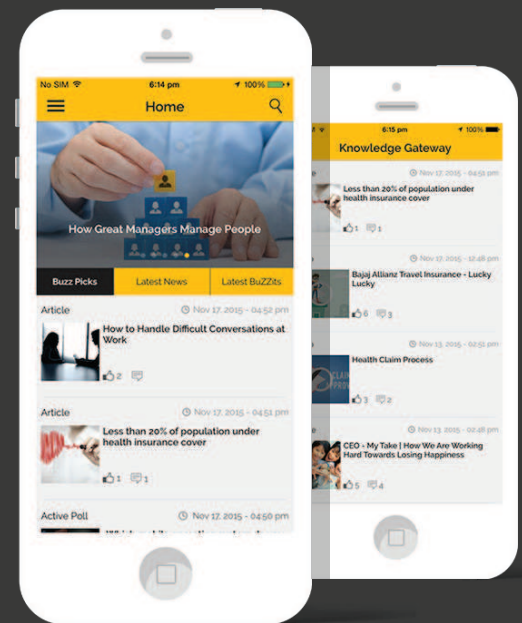 No SIM 6:14 pm 100%
Home
How Great Managers Manage People
Buzz Picks Latest News Latest BuZZits
Article Nov 17, 2015 - 04:52 pm
How to Handle Difficult Conversations at
Work
2
Article Nov 17, 2015 - 04:51 pm
Less than 20% of population under
health insurance cover
1 1
Active Poll Nov 17, 2015 - 04:50 pm
6:15 pm 100%
Knowledge Gateway
Nov 17, 2015 - 04:51 pm
Less than 20% of population under
health insurance cover
1 1
Nov 17, 2015 - 12:48 pm
Bajaj Allianz Travel Insurance - Lucky
Lucky
6 3
Nov 13, 2015 - 02:51 pm
Health Claim Process
3 2
Nov 13, 2015 - 02:48 pm
CEO - My Take | How We Are Working
Hard Towards Losing Happiness
5 4